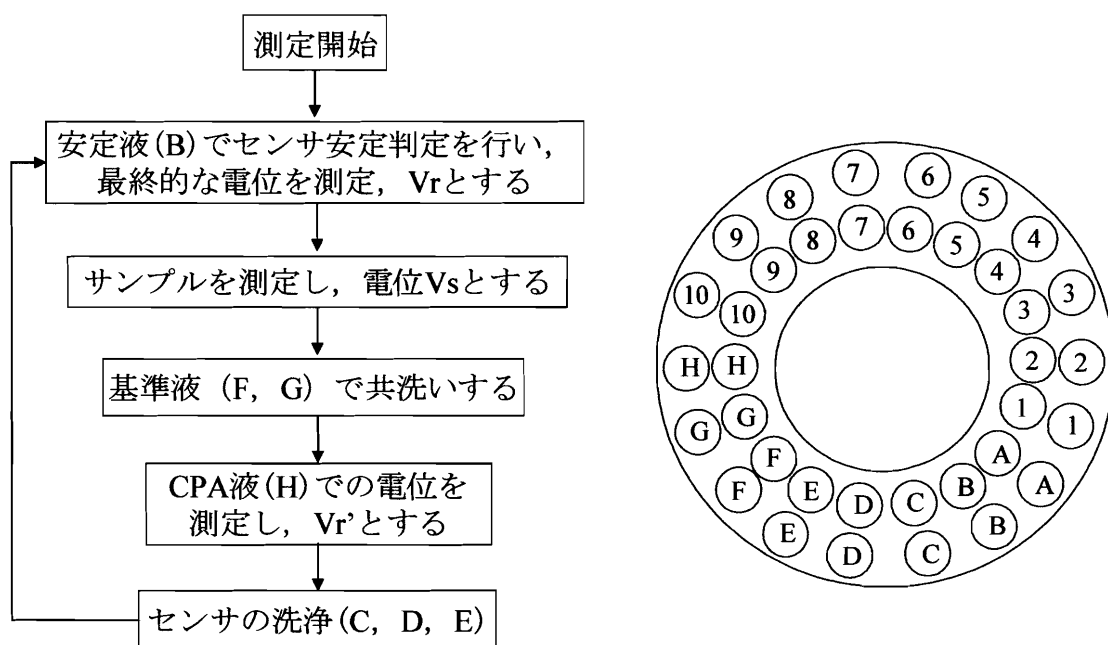 測定開始
安定液(B)でセンサ安定判定を行い，
最終的な電位を測定，Vrとする
サンプルを測定し，電位Vsとする
基準液（F，G）で共洗いする
CPA液(H)での電位を
測定し，Vr’とする
センサの洗浄(C，D，E)
7
6
5
4
3
2
1
A
B
C
D
E
F
G
H
10
9
8
7
6
5
4
3
2
1
A
B
C
D
E
F
G
H
10
9
8